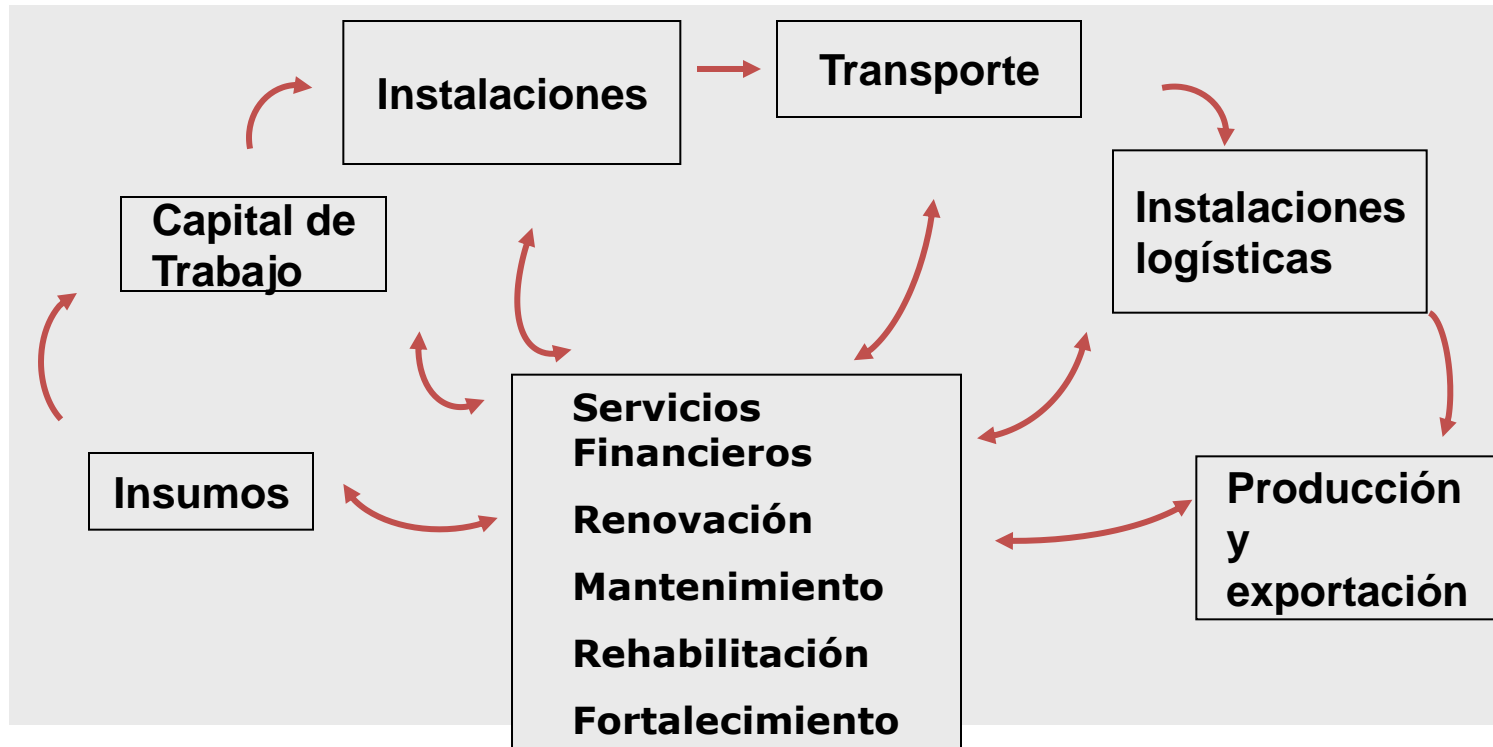 Instalaciones
Transporte
Capital de
Trabajo
Instalaciones
logísticas
Insumos
Servicios
Financieros
Renovación
Mantenimiento
Rehabilitación
Fortalecimiento
Producción
y
exportación